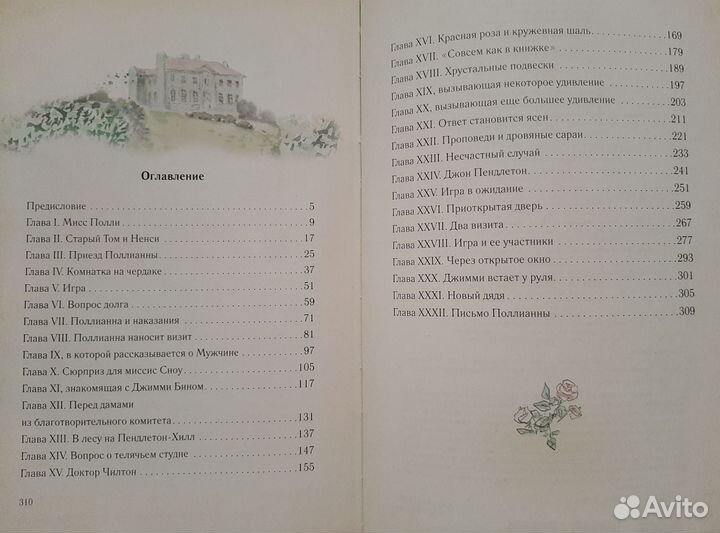 Оглавление
Предисловие 5
Глава I. Мисс Полли 9
Глава II. Старый Том и Ненси 17
Глава III. Приезд Поллианны 25
Глава IV. Комнатка на чердаке 37
Глава V. Игра 51
Глава VI. Вопрос долга 59
Глава VII. Поллианна и наказания 71
Глава VIII. Поллианна наносит визит 81
Глава IX, в которой рассказывается о Мужчине 97
Глава X. Сюрприз для миссис Сноу 105
Глава XI, знакомящая с Джимми Бином 117
Глава XII. Перед дамами
из благотворительного комитета 131
Глава XIII. В лесу на Пендлетон-Хилл 137
Глава XIV. Вопрос о телячьем студне 147
Глава XV. Доктор Чилтон 155
310
Глава XVI. Красная роза и кружевная шаль 169
Глава XVII. «Совсем как в книжке» 179
Глава XVIII. Хрустальные подвески 189
Глава XIX, вызывающая некоторое удивление 197
Глава XX, вызывающая еще большее удивление 203
Глава XXI. Ответ становится ясен 211
Глава XXII. Проповеди и дровяные сараи 221
Глава XXIII. Несчастный случай 233
Глава XXIV. Джон Пендлетон 241
Глава XXV. Игра в ожидание 251
Глава XXVI. Приоткрытая дверь 259
Глава XXVII. Два визита 267
Глава XXVIII. Игра и ее участники 277
Глава XXIX. Через открытое окно 293
Глава XXX. Джимми встает у руля 301
Глава XXXI. Новый дядя 305
Глава XXXII. Письмо Поллианны 309
Avito